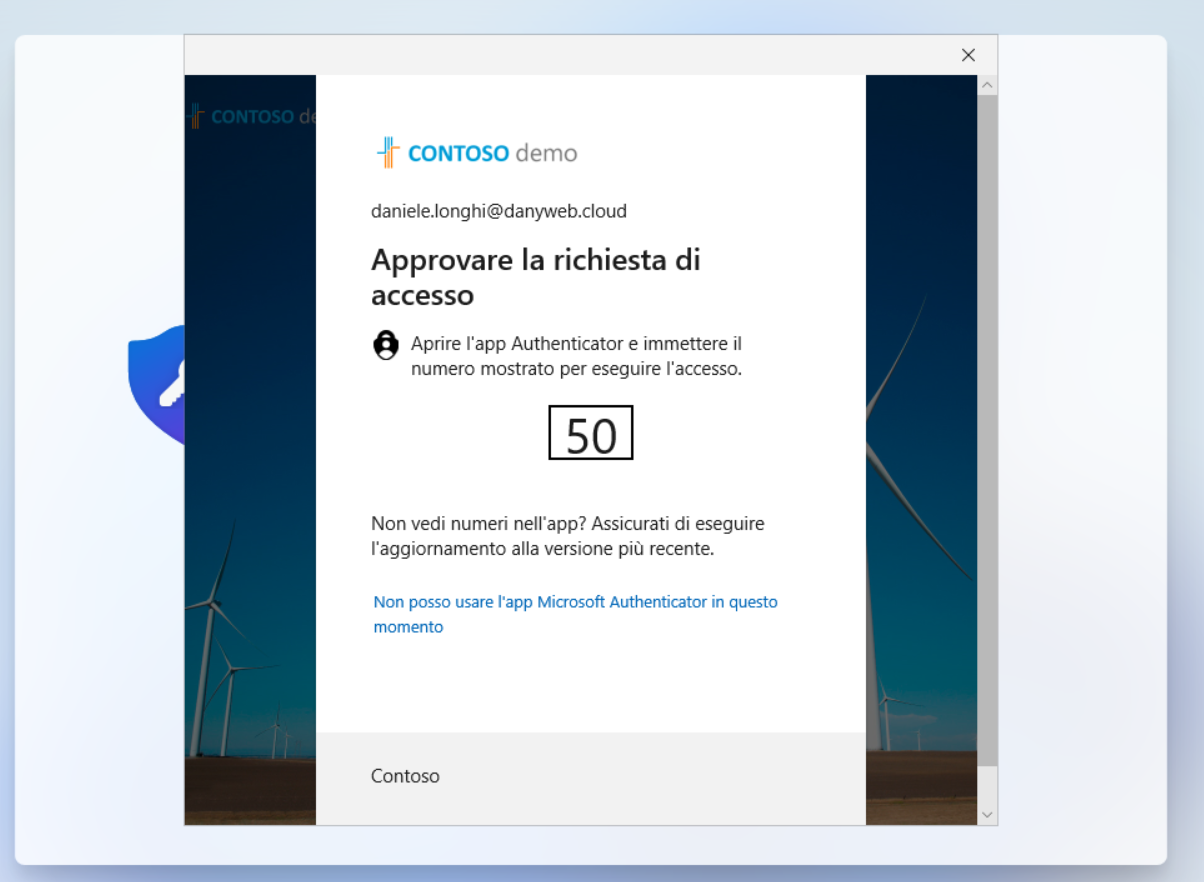 CONTOSO de
CONTOSO demo
daniele.longhi@danyweb.cloud
Approvare la richiesta di
accesso
Aprire l'app Authenticator e immettere il
numero mostrato per eseguire l'accesso.
50
Non vedi numeri nell'app? Assicurati di eseguire
l'aggiornamento alla versione più recente.
Non posso usare l'app Microsoft Authenticator in questo
momento
Contoso